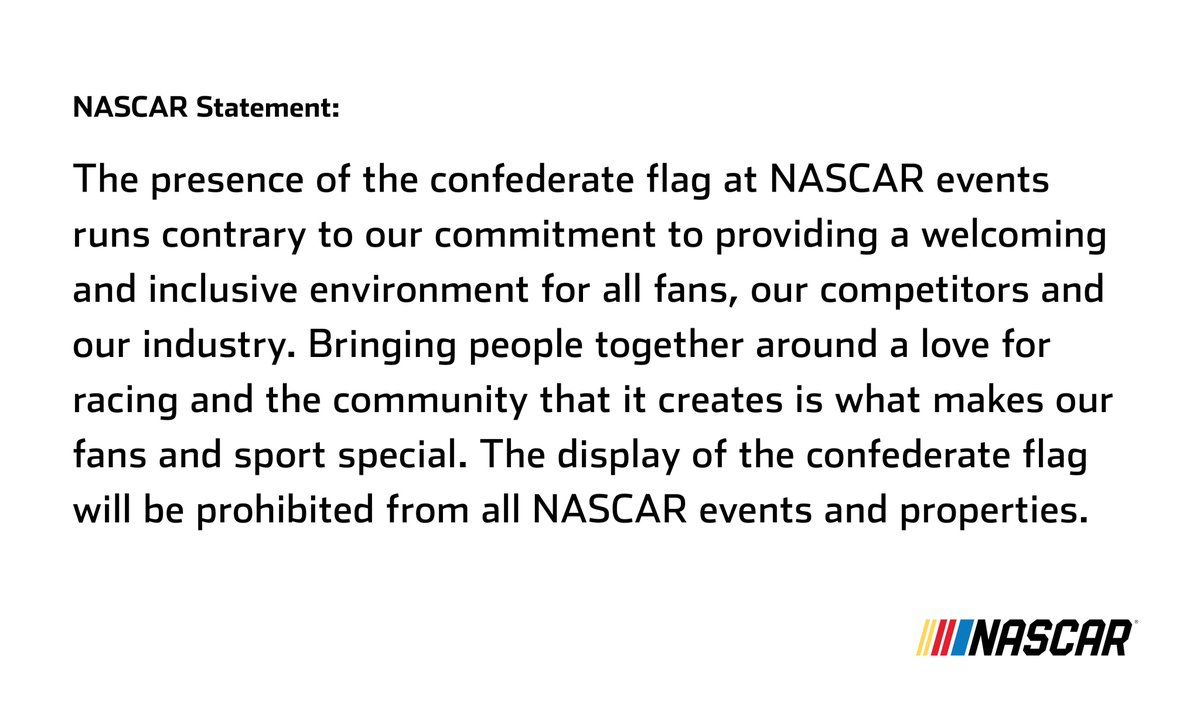 NASCAR Statement:
The presence of the confederate flag at NASCAR events
runs contrary to our commitment to providing a welcoming
and inclusive environment for all fans, our competitors and
our industry. Bringing people together around a love for
racing and the community that it creates is what makes our
fans and sport special. The display of the confederate flag
will be prohibited from all NASCAR events and properties.
NASCAR®